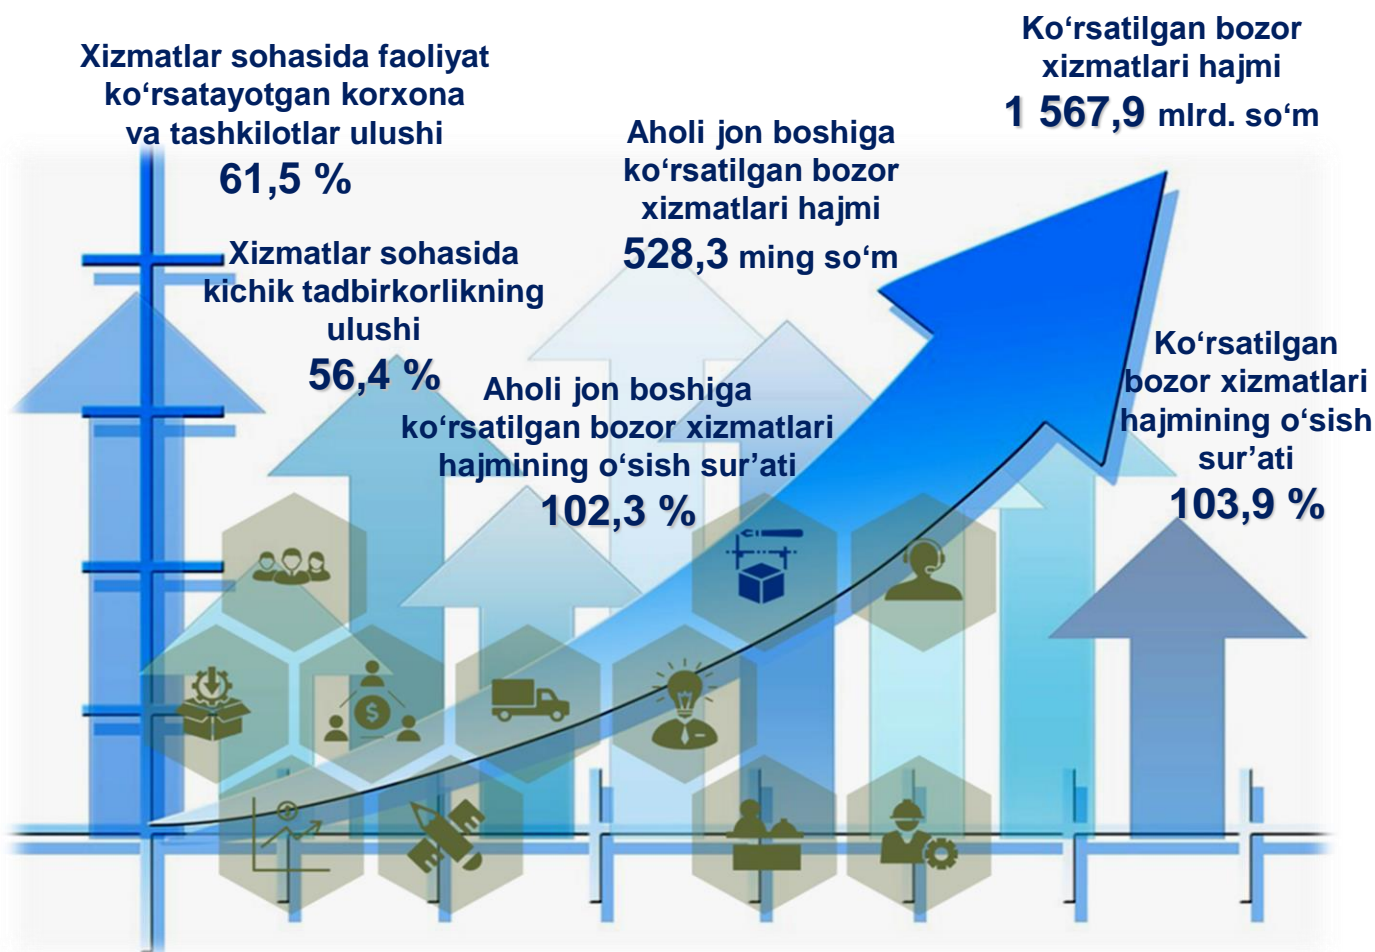 Xizmatlar sohasida faoliyat
ko‘rsatayotgan korxona
va tashkilotlar ulushi
61,5 %
Xizmatlar sohasida
kichik tadbirkorlikning
ulushi
56,4 %
Aholi jon boshiga
ko‘rsatilgan bozor
xizmatlari hajmi
528,3 ming so‘m
Aholi jon boshiga
ko‘rsatilgan bozor xizmatlari
hajmining o‘sish sur’ati
102,3 %
Ko‘rsatilgan bozor
xizmatlari hajmi
1 567,9 mlrd. so‘m
Ko‘rsatilgan
bozor xizmatlari
hajmining o‘sish
sur’ati
103,9 %